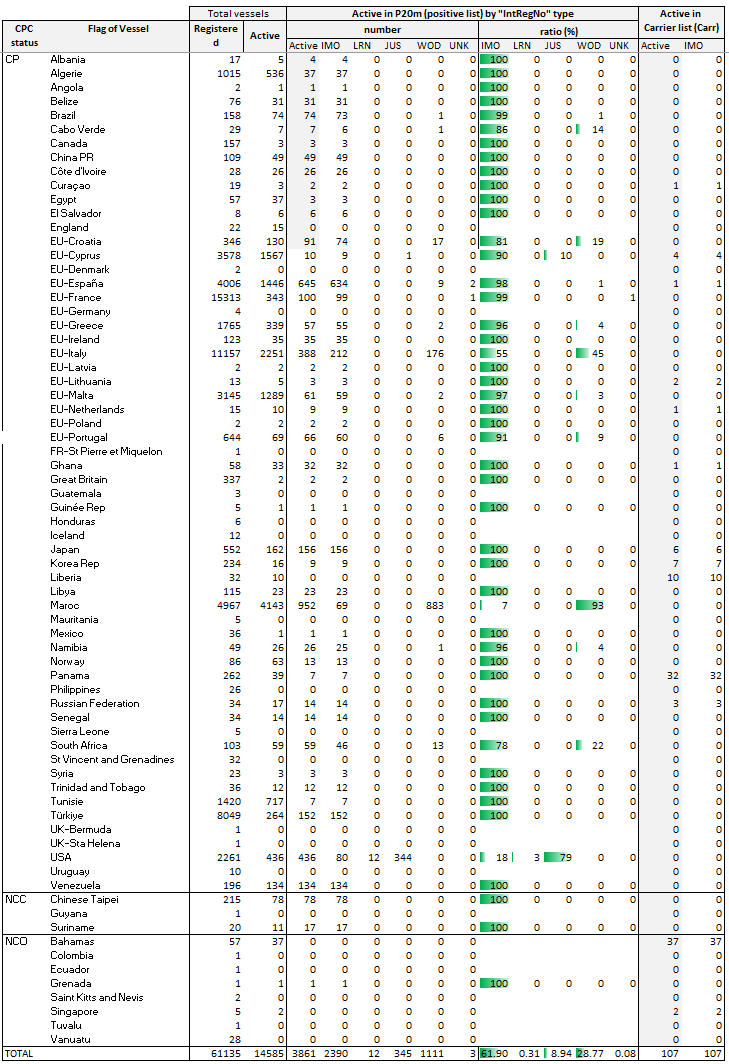 CPC status Flag of Vessel Total vessels Active in P20m (positive list) by "IntRegNo" type Active in Carrier list (Carr)
Registered Active number ratio (%)
Active IMO LRN JUS WOD UNK IMO LRN JUS WOD UNK Active IMO
CP Albania 17 5 4 4 0 0 0 0 100 0 0 0 0 0 0
Algerie 1015 536 37 37 0 0 0 0 100 0 0 0 0 0 0
Angola 2 1 1 1 0 0 0 0 100 0 0 0 0 0 0
Belize 76 31 31 31 0 0 0 0 100 0 0 0 0 0 0
Brazil 158 74 74 73 0 0 1 0 99 0 0 1 0 0 0
Cabo Verde 29 7 7 6 0 0 1 0 86 0 0 14 0 0 0
Canada 157 3 3 3 0 0 0 0 100 0 0 0 0 0 0
China PR 109 49 49 49 0 0 0 0 100 0 0 0 0 0 0
Côte d'Ivoire 28 26 26 26 0 0 0 0 100 0 0 0 0 0 0
Curaçao 19 3 2 2 0 0 0 0 100 0 0 0 0 1 1
Egypt 57 37 3 3 0 0 0 0 100 0 0 0 0 0 0
El Salvador 8 6 6 6 0 0 0 0 100 0 0 0 0 0 0
England 22 15 0 0 0 0 0 0 0 0
EU-Croatia 346 130 91 74 0 0 17 0 81 0 0 19 0 0 0
EU-Cyprus 3578 1567 10 9 0 1 0 0 90 0 10 0 0 4 4
EU-Denmark 2 0 0 0 0 0 0 0 0 0
EU-España 4006 1446 645 634 0 0 9 2 98 0 0 1 0 1 1
EU-France 15313 343 100 99 0 0 0 1 99 0 0 0 1 0 0
EU-Germany 4 0 0 0 0 0 0 0 0 0
EU-Greece 1765 339 57 55 0 0 2 0 96 0 0 4 0 0 0
EU-Ireland 123 35 35 35 0 0 0 0 100 0 0 0 0 0 0
EU-Italy 11157 2251 388 212 0 0 176 0 55 0 0 45 0 0 0
EU-Latvia 2 2 2 2 0 0 0 0 100 0 0 0 0 0 0
EU-Lithuania 13 5 3 3 0 0 0 0 100 0 0 0 0 2 2
EU-Malta 3145 1289 61 59 0 0 2 0 97 0 0 3 0 0 0
EU-Netherlands 15 10 9 9 0 0 0 0 100 0 0 0 0 1 1
EU-Poland 2 2 2 2 0 0 0 0 100 0 0 0 0 0 0
EU-Portugal 644 69 66 60 0 0 6 0 91 0 0 9 0 0 0
FR-St Pierre et Miquelon 1 0 0 0 0 0 0 0 0 0
Ghana 58 33 32 32 0 0 0 0 100 0 0 0 0 1 1
Great Britain 337 2 2 2 0 0 0 0 100 0 0 0 0 0 0
Guatemala 3 0 0 0 0 0 0 0 0 0
Guinée Rep 5 1 1 1 0 0 0 0 100 0 0 0 0 0 0
Honduras 6 0 0 0 0 0 0 0 0 0
Iceland 12 0 0 0 0 0 0 0 0 0
Japan 552 162 156 156 0 0 0 0 100 0 0 0 0 6 6
Korea Rep 234 16 9 9 0 0 0 0 100 0 0 0 0 7 7
Liberia 32 10 0 0 0 0 0 0 10 10
Libya 115 23 23 23 0 0 0 0 100 0 0 0 0 0 0
Maroc 4967 4143 952 69 0 0 883 0 7 0 0 93 0 0 0
Mauritania 5 0 0 0 0 0 0 0 0 0
Mexico 36 1 1 1 0 0 0 0 100 0 0 0 0 0 0
Namibia 49 26 26 25 0 0 1 0 96 0 0 4 0 0 0
Norway 86 63 13 13 0 0 0 0 100 0 0 0 0 0 0
Panama 262 39 7 7 0 0 0 0 100 0 0 0 0 32 32
Philippines 26 0 0 0 0 0 0 0 0 0
Russian Federation 34 17 14 14 0 0 0 0 100 0 0 0 0 3 3
Senegal 34 14 14 14 0 0 0 0 100 0 0 0 0 0 0
Sierra Leone 5 0 0 0 0 0 0 0 0 0
South Africa 103 59 59 46 0 0 13 0 78 0 0 22 0 0 0
St Vincent and Grenadines 32 0 0 0 0 0 0 0 0 0
Syria 23 3 3 3 0 0 0 0 100 0 0 0 0 0 0
Trinidad and Tobago 36 12 12 12 0 0 0 0 100 0 0 0 0 0 0
Tunisie 1420 717 7 7 0 0 0 0 100 0 0 0 0 0 0
Türkiye 8049 264 152 152 0 0 0 0 100 0 0 0 0 0 0
UK-Bermuda 1 0 0 0 0 0 0 0 0 0
UK-Sta Helena 1 0 0 0 0 0 0 0 0 0
USA 2261 436 436 80 12 344 0 0 18 3 79 0 0 0 0
Uruguay 10 0 0 0 0 0 0 0 0 0
Venezuela 196 134 134 134 0 0 0 0 100 0 0 0 0 0 0
NCC Chinese Taipei 215 78 78 78 0 0 0 0 100 0 0 0 0 0 0
Guyana 1 0 0 0 0 0 0 0 0 0
Suriname 20 11 17 17 0 0 0 0 100 0 0 0 0 0 0
NCO Bahamas 57 37 0 0 0 0 0 0 37 37
Colombia 1 0 0 0 0 0 0 0 0 0
Ecuador 1 0 0 0 0 0 0 0 0 0
Grenada 1 1 1 1 0 0 0 0 100 0 0 0 0 0 0
Saint Kitts and Nevis 2 0 0 0 0 0 0 0 0 0
Singapore 5 2 0 0 0 0 0 0 2 2
Tuvalu 1 0 0 0 0 0 0 0 0 0
Vanuatu 28 0 0 0 0 0 0 0 0 0
TOTAL 61135 14585 3861 2390 12 345 1111 3 61.90 0.31 8.94 28.77 0.08 107 107